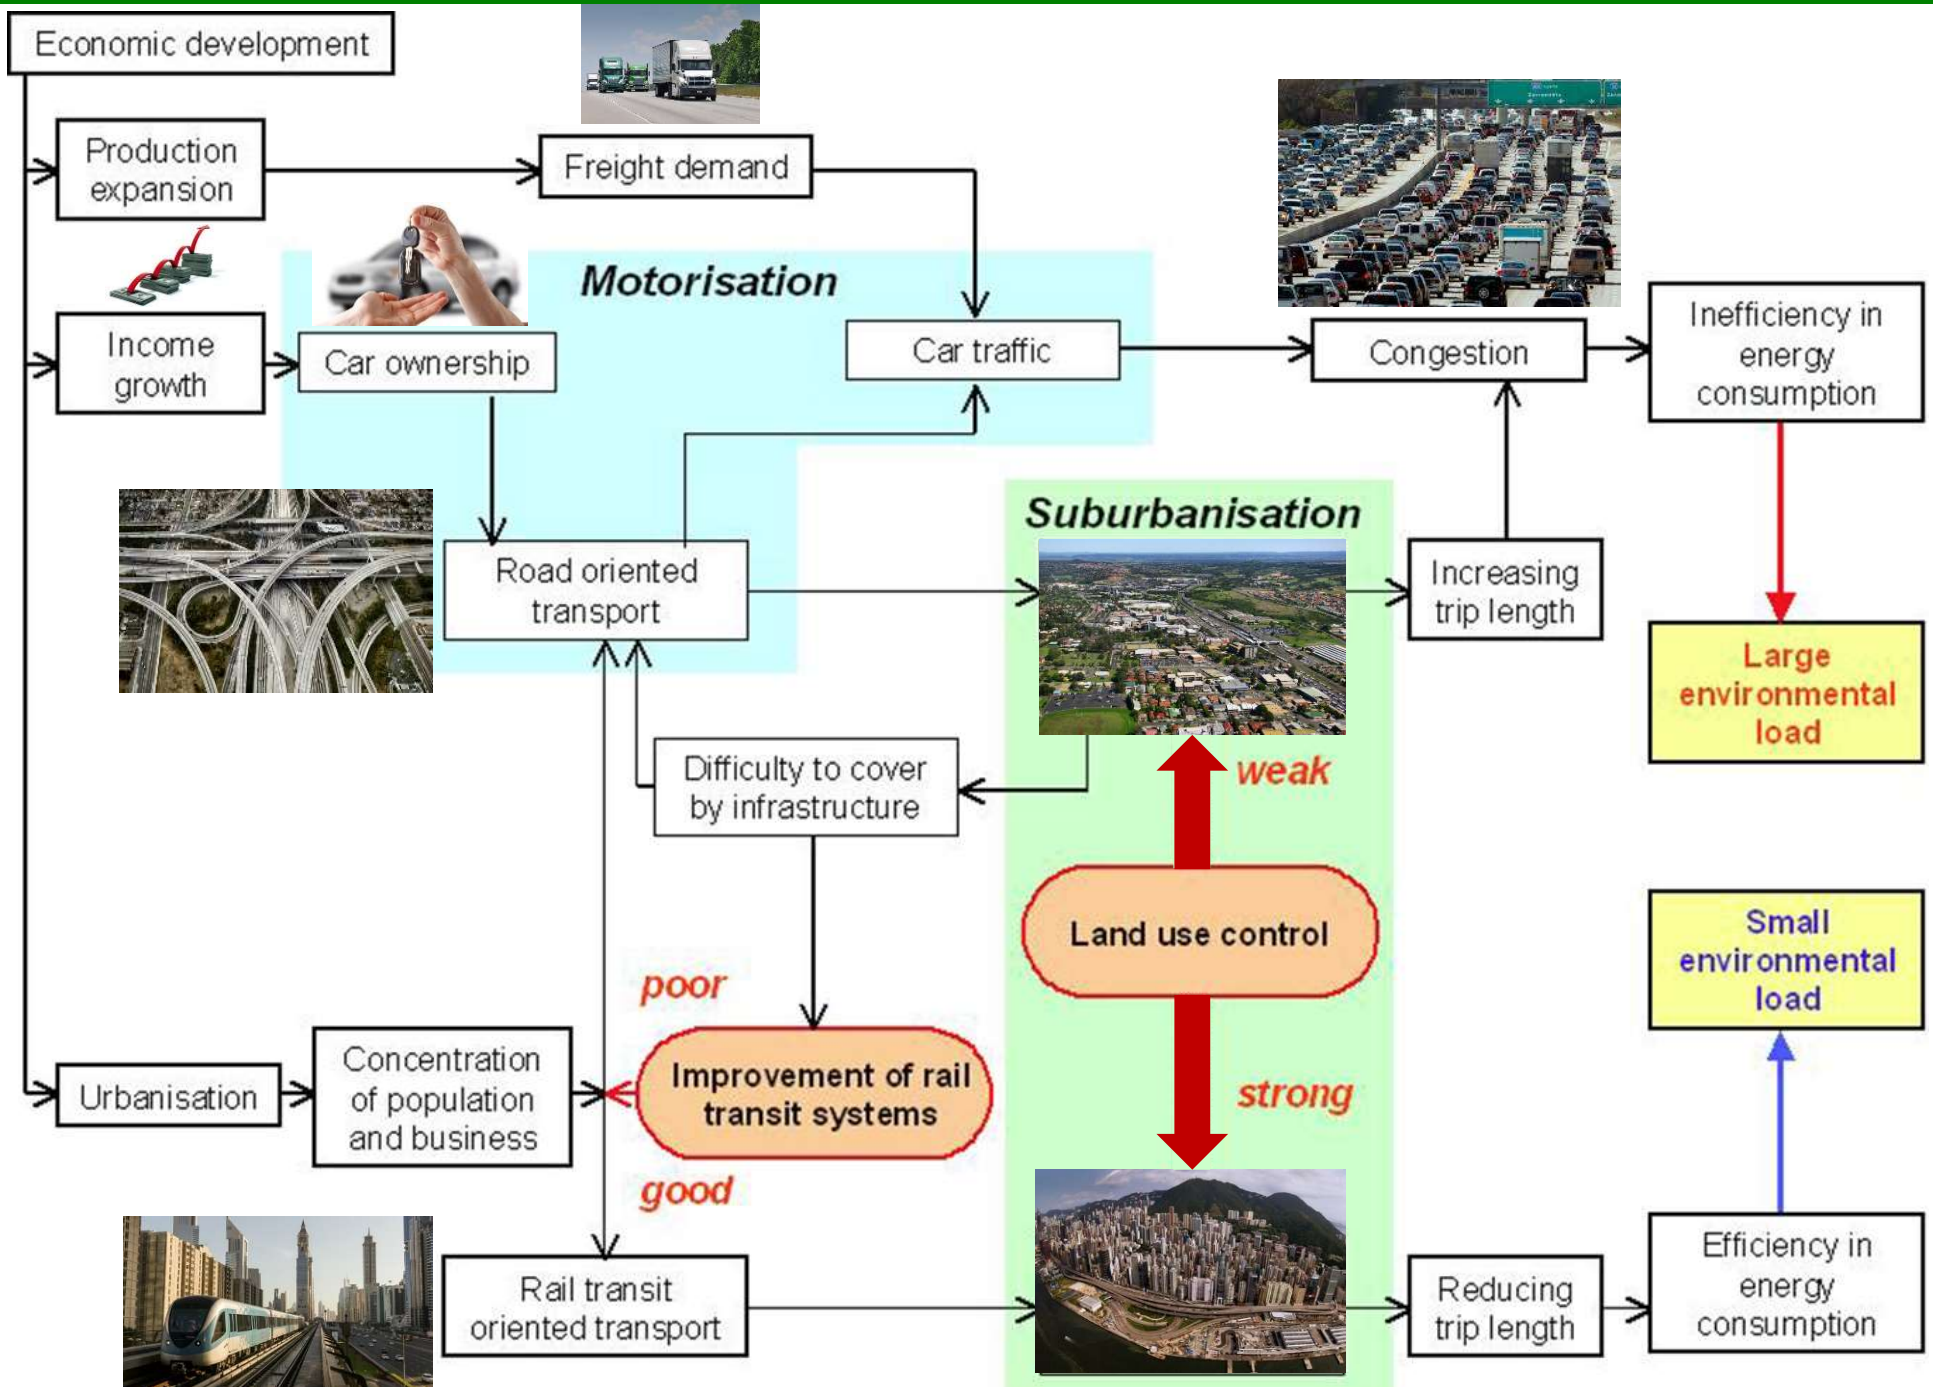 Economic development
Production
expansion
Freight demand
Motorisation
Income
growth
Car ownership
Car traffic
Congestion
Inefficiency in
energy
consumption
Suburbanisation
Road oriented
transport
Increasing
trip length
Large
environmental
load
Difficulty to cover
by infrastructure
weak
Land use control
Small
environmental
load
poor
Urbanisation
Concentration
of population
and business
Improvement of rail
transit systems
strong
good
Rail transit
oriented transport
Reducing
trip length
Efficiency in
energy
consumption